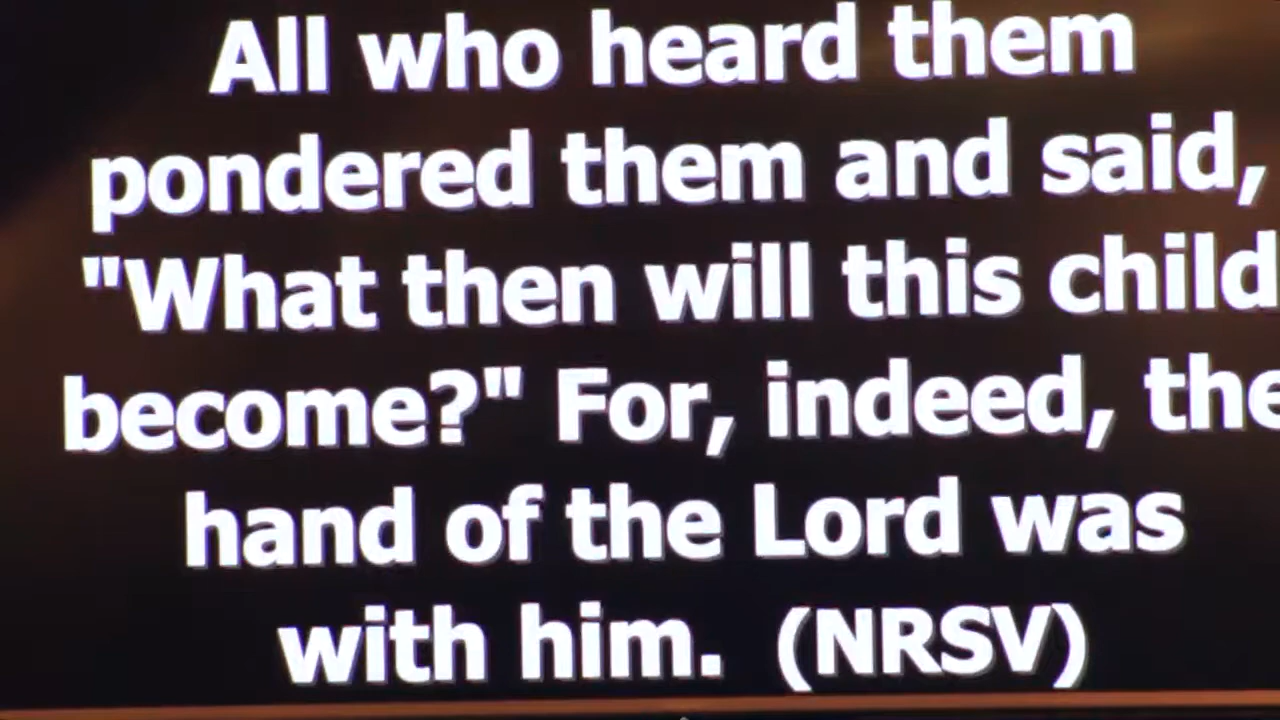 All who heard them
pondered them and said,
"What then will this child
become?" For, indeed, the
hand of the Lord was
with him. (NRSV)